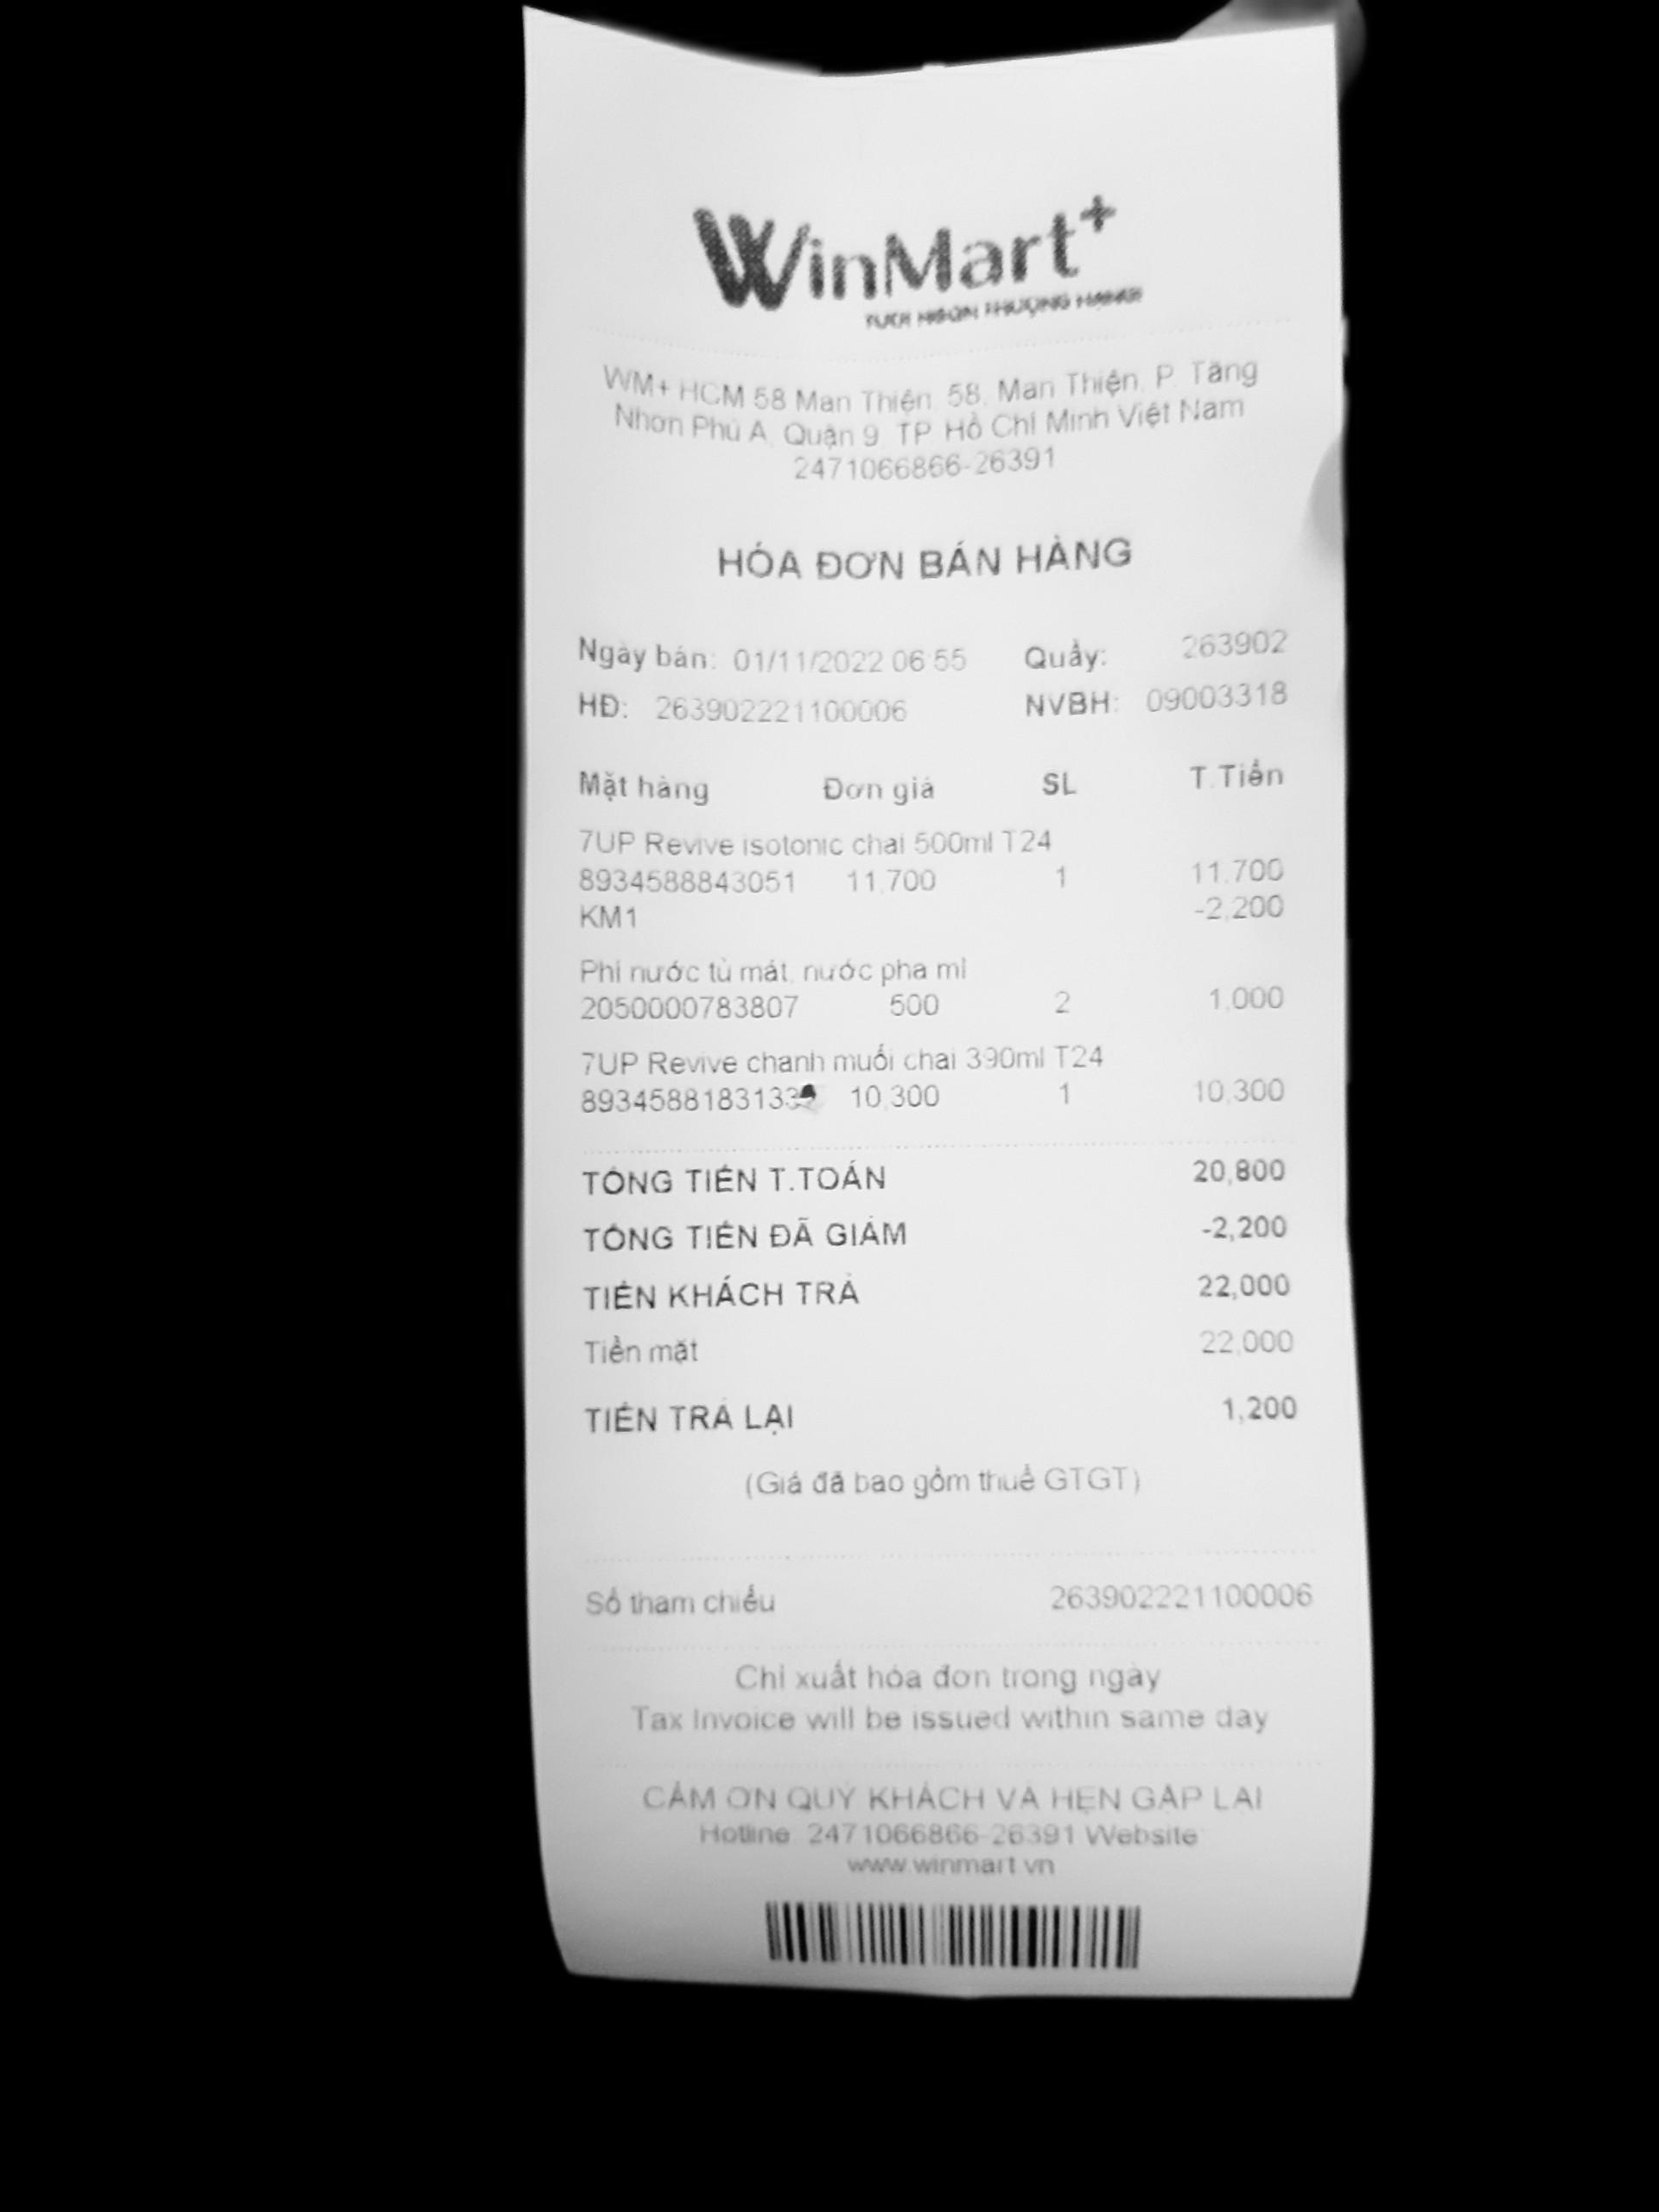 WinMart+
TƯƠI NGON THƯỢNG HẠNG
WM+ HCM 58 Man Thiện, 58, Man Thiện, P. Tăng
Nhơn Phú A, Quận 9, TP. Hồ Chí Minh Việt Nam
2471066866-26391
HÓA ĐƠN BÁN HÀNG
Ngày bán: 01/11/2022 06:55 Quầy: 263902
HĐ: 263902221100006 NVBH: 09003318
Mặt hàng Đơn giá SL T.Tiền
7UP Revive isotonic chai 500ml T24
8934588843051 11,700 1 11,700
KM1 -2,200
Phí nước tủ mát, nước pha mì
2050000783807 500 2 1,000
7UP Revive chanh muối chai 390ml T24
10,300 1 10,300
TỔNG TIỀN T.TOÁN 20,800
TỔNG TIỀN ĐÃ GIẢM -2,200
TIỀN KHÁCH TRẢ 22,000
Tiền mặt 22,000
TIỀN TRẢ LẠI 1,200
(Giá đã bao gồm thuế GTGT)
Số tham chiếu 263902221100006
Chỉ xuất hóa đơn trong ngày
Tax Invoice will be issued within same day
CẢM ƠN QUÝ KHÁCH VÀ HẸN GẶP LẠI
Hotline: 2471066866-26391 Website:
www.winmart.vn